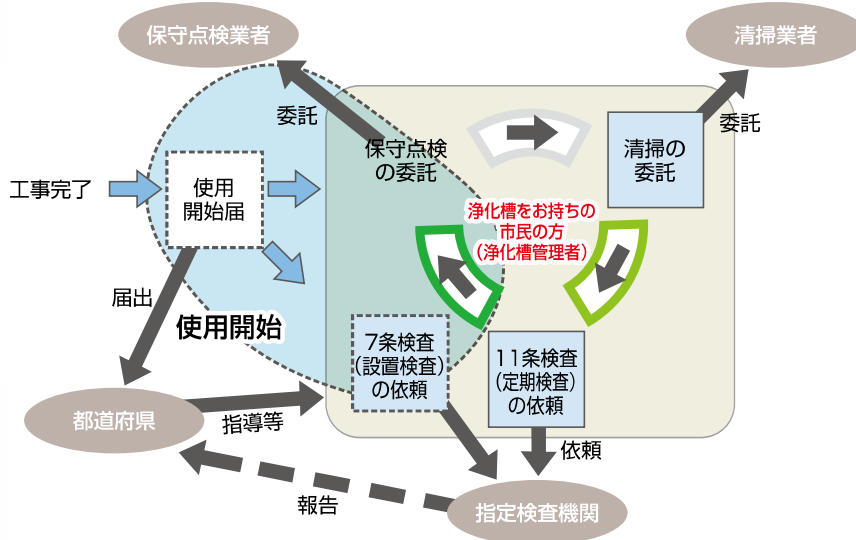 保守点検業者
清掃業者
委託
委託
保守点検
の委託
清掃の
委託
工事完了
使用
開始届
浄化槽をお持ちの
市民の方
（浄化槽管理者）
届出
使用開始
7条検査
（設置検査）
の依頼
11条検査
（定期検査）
の依頼
都道府県
指導等
依頼
報告
指定検査機関